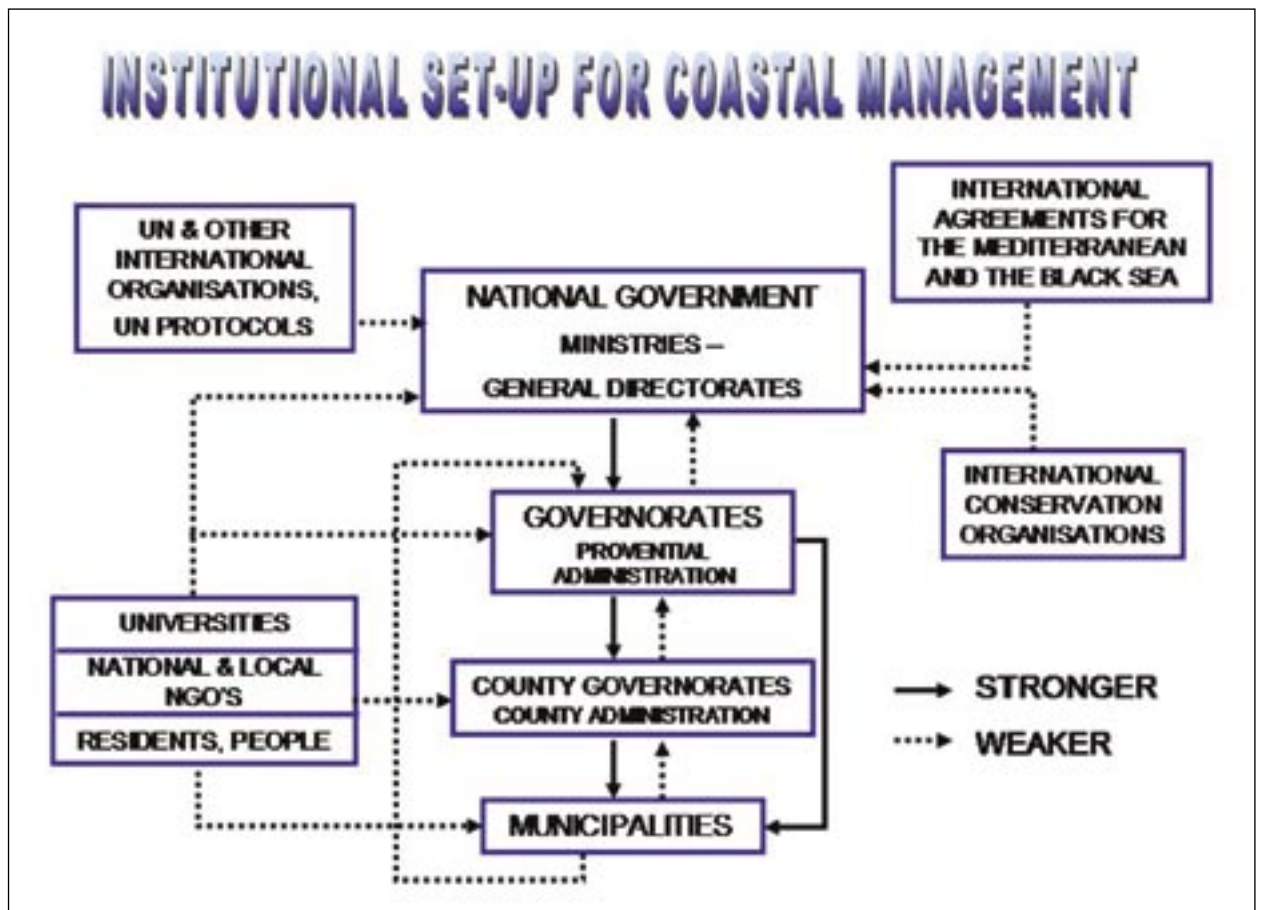 INSTITUTIONAL SET-UP FOR COASTAL MANAGEMENT
UN & OTHER
INTERNATIONAL
ORGANISATIONS,
UN PROTOCOLS
INTERNATIONAL
AGREEMENTS FOR
THE MEDITERRANEAN
AND THE BLACK SEA
NATIONAL GOVERNMENT
MINISTRIES –
GENERAL DIRECTORATES
INTERNATIONAL
CONSERVATION
ORGANISATIONS
GOVERNORATES
PROVENTIAL
ADMINISTRATION
UNIVERSITIES
NATIONAL & LOCAL
NGO'S
RESIDENTS, PEOPLE
COUNTY GOVERNORATES
COUNTY ADMINISTRATION
MUNICIPALITIES
STRONGER
WEAKER